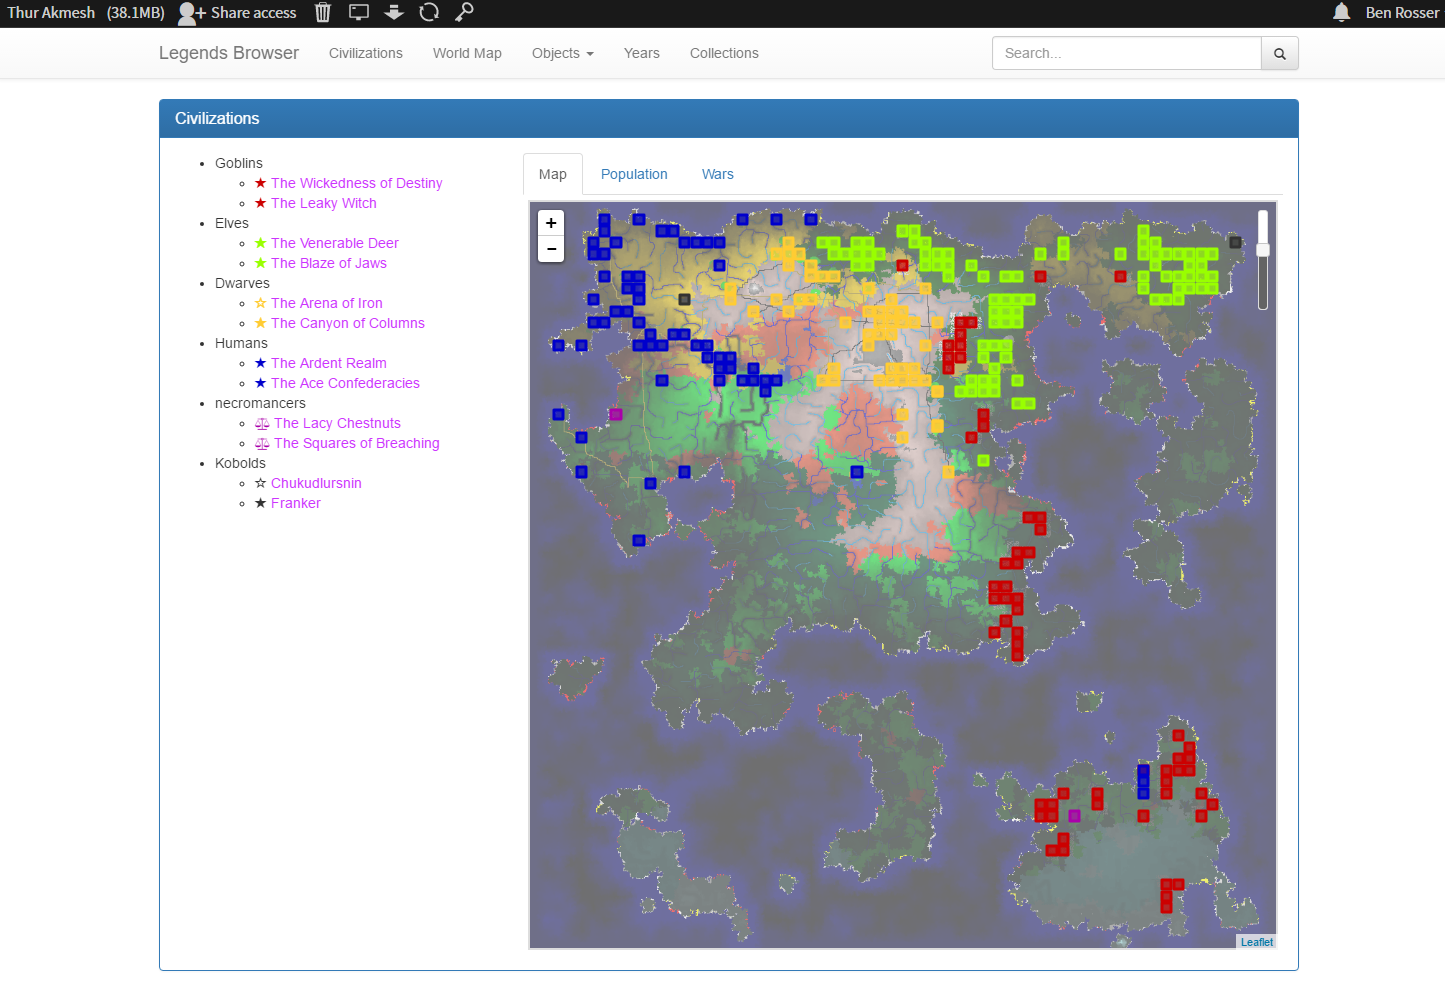 Thur Akmesh (38.1MB) Share access Ben Rosser
Legends Browser Civilizations World Map Objects Years Collections Search...
Civilizations
Goblins
The Wickedness of Destiny
The Leaky Witch
Elves
The Venerable Deer
The Blaze of Jaws
Dwarves
The Arena of Iron
The Canyon of Columns
Humans
The Ardent Realm
The Ace Confederacies
necromancers
The Lacy Chestnuts
The Squares of Breaching
Kobolds
Chukudlursnin
Franker
Map Population Wars
+
−
Leaflet